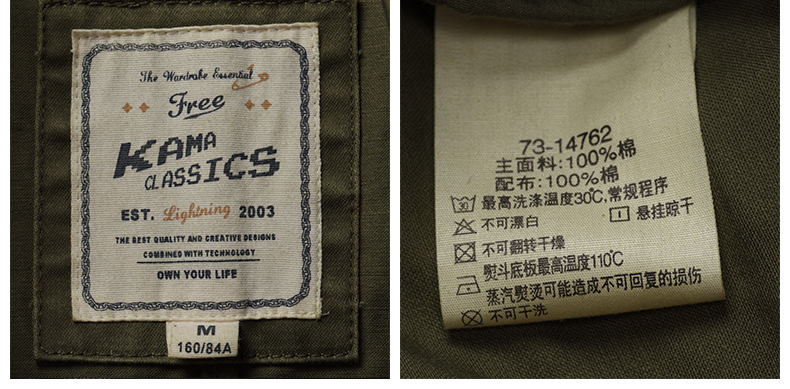 The Wardrobe Essential
Free
KAMA
CLASSICS
EST. Lightning 2003
THE BEST QUALITY AND CREATIVE DESIGNS
COMBINED WITH TECHNOLOGY
OWN YOUR LIFE
M
160/84A
73-14762
主面料:100%棉
配布:100%棉
30 最高洗涤温度30℃,常规程序
不可漂白 悬挂晾干
不可翻转干燥
熨斗底板最高温度110℃
蒸汽熨烫可能造成不可回复的损伤
不可干洗